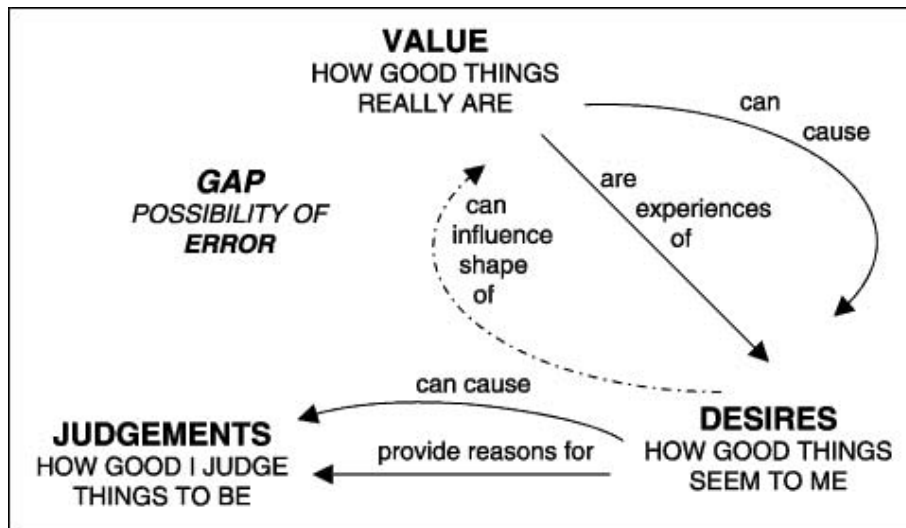 VALUE
HOW GOOD THINGS
REALLY ARE
can
cause
GAP
POSSIBILITY OF
ERROR
can
influence
shape
of
are
experiences
of
can cause
provide reasons for
JUDGEMENTS
HOW GOOD I JUDGE
THINGS TO BE
DESIRES
HOW GOOD THINGS
SEEM TO ME